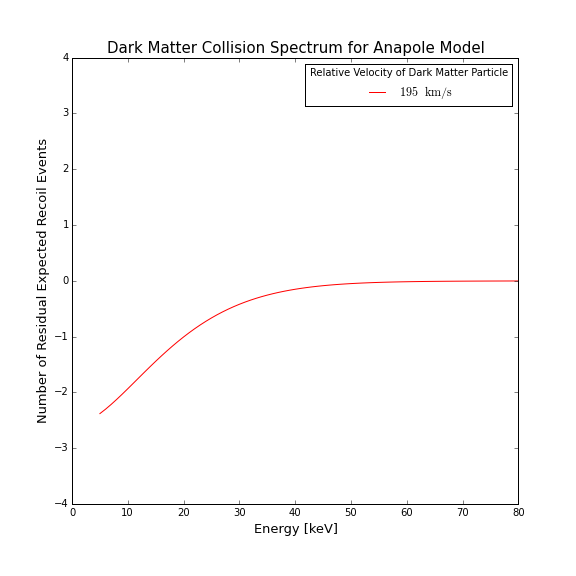 Dark Matter Collision Spectrum for Anapole Model
Relative Velocity of Dark Matter Particle
195 km/s
Number of Residual Expected Recoil Events
4
3
2
1
0
−1
−2
−3
−4
0 10 20 30 40 50 60 70 80
Energy [keV]